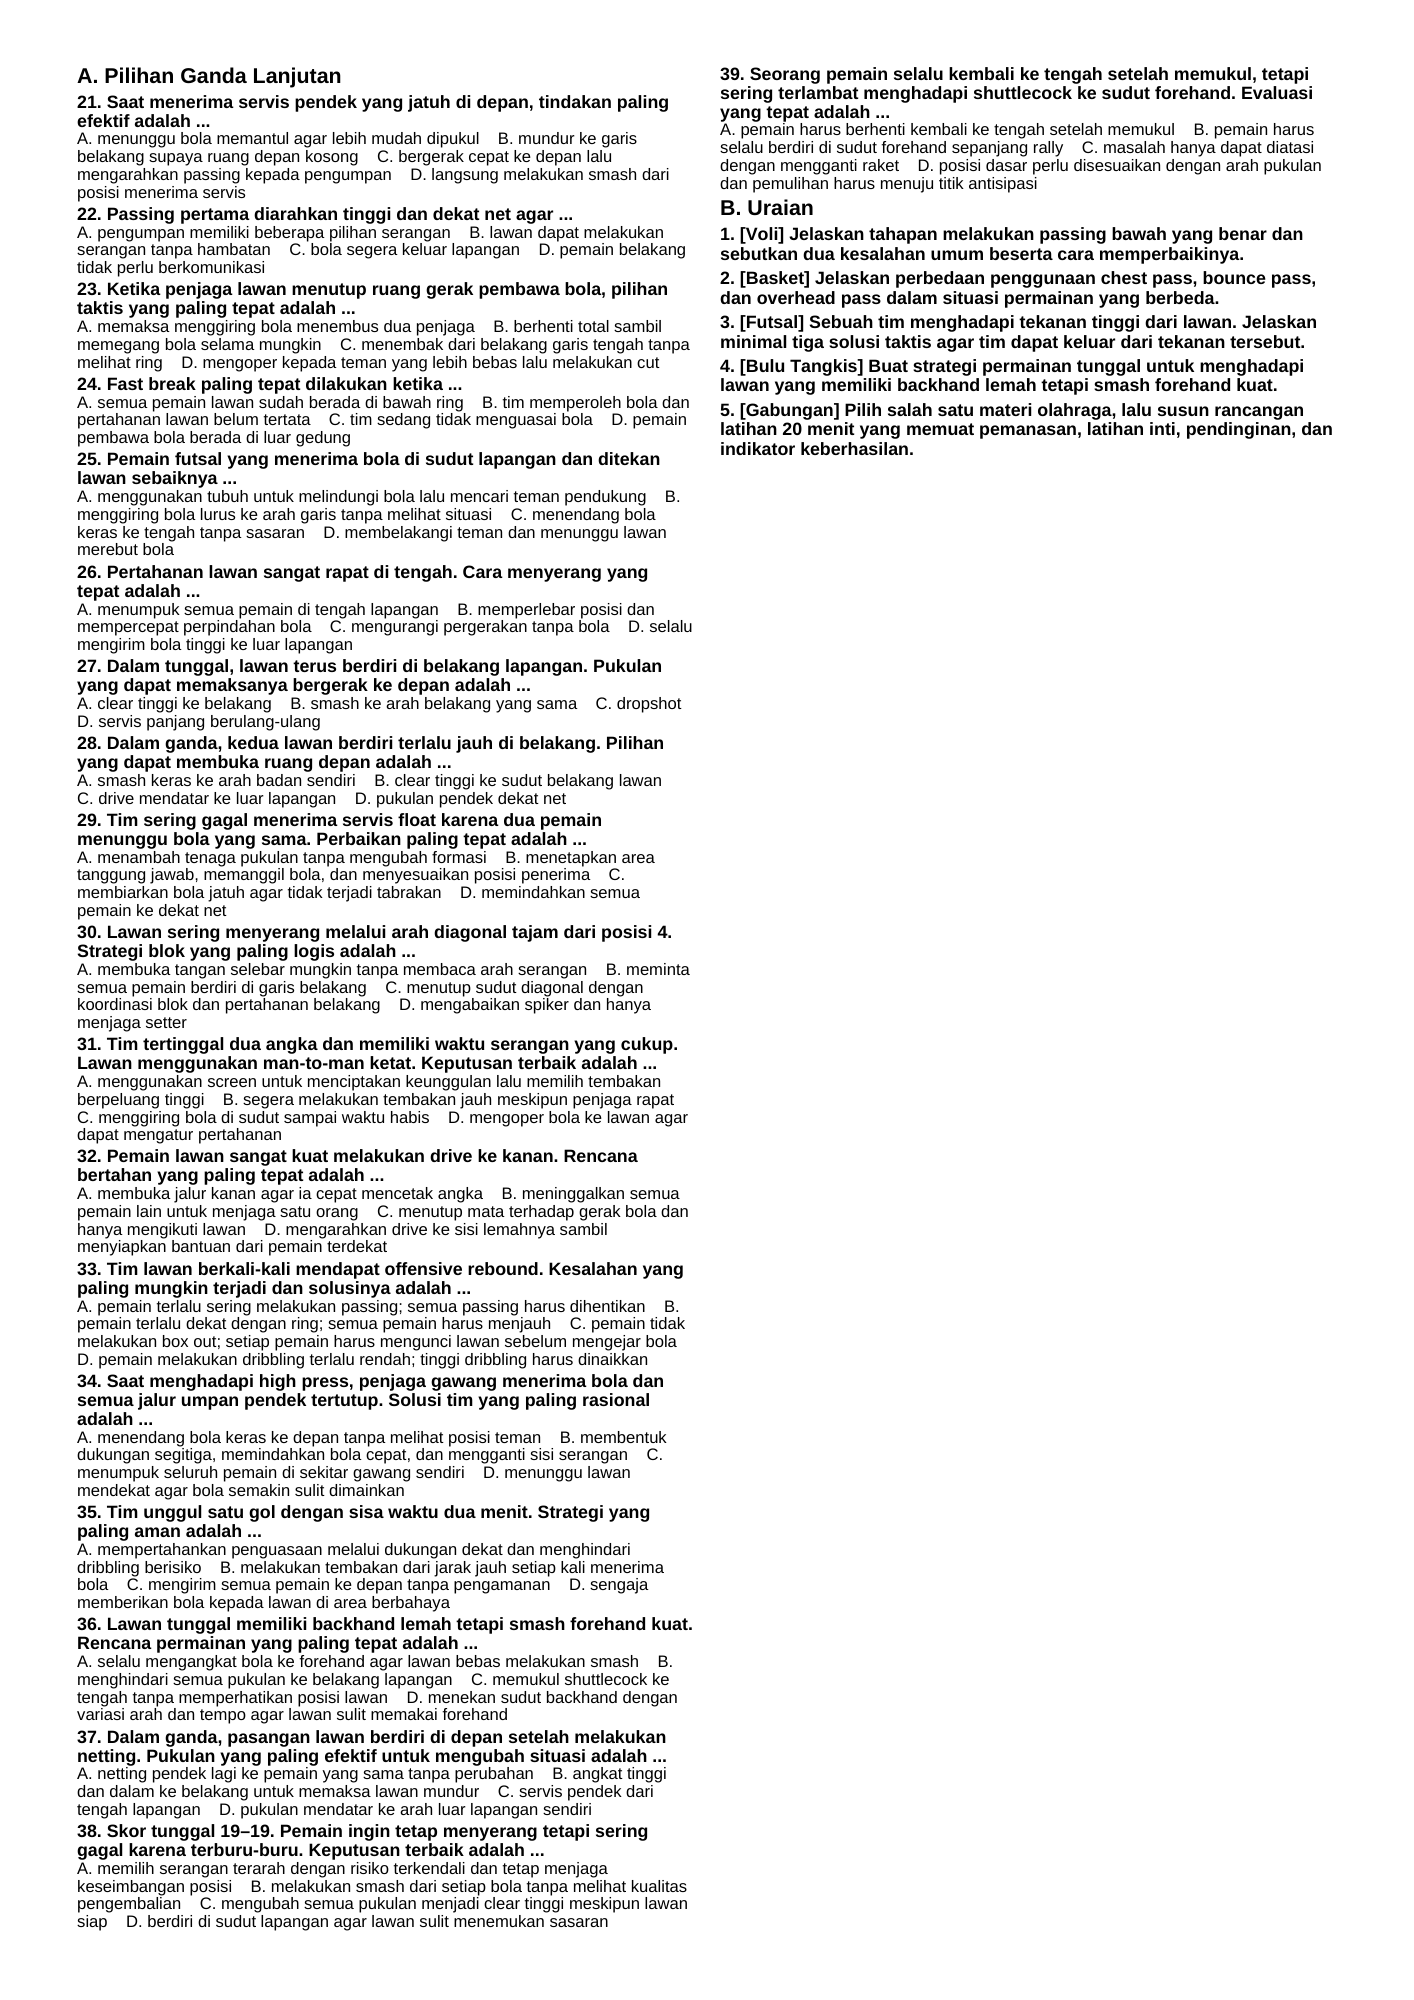 A. Pilihan Ganda Lanjutan
21. Saat menerima servis pendek yang jatuh di depan, tindakan paling
efektif adalah ...
A. menunggu bola memantul agar lebih mudah dipukul    B. mundur ke garis
belakang supaya ruang depan kosong    C. bergerak cepat ke depan lalu
mengarahkan passing kepada pengumpan    D. langsung melakukan smash dari
posisi menerima servis
22. Passing pertama diarahkan tinggi dan dekat net agar ...
A. pengumpan memiliki beberapa pilihan serangan    B. lawan dapat melakukan
serangan tanpa hambatan    C. bola segera keluar lapangan    D. pemain belakang
tidak perlu berkomunikasi
23. Ketika penjaga lawan menutup ruang gerak pembawa bola, pilihan
taktis yang paling tepat adalah ...
A. memaksa menggiring bola menembus dua penjaga    B. berhenti total sambil
memegang bola selama mungkin    C. menembak dari belakang garis tengah tanpa
melihat ring    D. mengoper kepada teman yang lebih bebas lalu melakukan cut
24. Fast break paling tepat dilakukan ketika ...
A. semua pemain lawan sudah berada di bawah ring    B. tim memperoleh bola dan
pertahanan lawan belum tertata    C. tim sedang tidak menguasai bola    D. pemain
pembawa bola berada di luar gedung
25. Pemain futsal yang menerima bola di sudut lapangan dan ditekan
lawan sebaiknya ...
A. menggunakan tubuh untuk melindungi bola lalu mencari teman pendukung    B.
menggiring bola lurus ke arah garis tanpa melihat situasi    C. menendang bola
keras ke tengah tanpa sasaran    D. membelakangi teman dan menunggu lawan
merebut bola
26. Pertahanan lawan sangat rapat di tengah. Cara menyerang yang
tepat adalah ...
A. menumpuk semua pemain di tengah lapangan    B. memperlebar posisi dan
mempercepat perpindahan bola    C. mengurangi pergerakan tanpa bola    D. selalu
mengirim bola tinggi ke luar lapangan
27. Dalam tunggal, lawan terus berdiri di belakang lapangan. Pukulan
yang dapat memaksanya bergerak ke depan adalah ...
A. clear tinggi ke belakang    B. smash ke arah belakang yang sama    C. dropshot
D. servis panjang berulang-ulang
28. Dalam ganda, kedua lawan berdiri terlalu jauh di belakang. Pilihan
yang dapat membuka ruang depan adalah ...
A. smash keras ke arah badan sendiri    B. clear tinggi ke sudut belakang lawan
C. drive mendatar ke luar lapangan    D. pukulan pendek dekat net
29. Tim sering gagal menerima servis float karena dua pemain
menunggu bola yang sama. Perbaikan paling tepat adalah ...
A. menambah tenaga pukulan tanpa mengubah formasi    B. menetapkan area
tanggung jawab, memanggil bola, dan menyesuaikan posisi penerima    C.
membiarkan bola jatuh agar tidak terjadi tabrakan    D. memindahkan semua
pemain ke dekat net
30. Lawan sering menyerang melalui arah diagonal tajam dari posisi 4.
Strategi blok yang paling logis adalah ...
A. membuka tangan selebar mungkin tanpa membaca arah serangan    B. meminta
semua pemain berdiri di garis belakang    C. menutup sudut diagonal dengan
koordinasi blok dan pertahanan belakang    D. mengabaikan spiker dan hanya
menjaga setter
31. Tim tertinggal dua angka dan memiliki waktu serangan yang cukup.
Lawan menggunakan man-to-man ketat. Keputusan terbaik adalah ...
A. menggunakan screen untuk menciptakan keunggulan lalu memilih tembakan
berpeluang tinggi    B. segera melakukan tembakan jauh meskipun penjaga rapat
C. menggiring bola di sudut sampai waktu habis    D. mengoper bola ke lawan agar
dapat mengatur pertahanan
32. Pemain lawan sangat kuat melakukan drive ke kanan. Rencana
bertahan yang paling tepat adalah ...
A. membuka jalur kanan agar ia cepat mencetak angka    B. meninggalkan semua
pemain lain untuk menjaga satu orang    C. menutup mata terhadap gerak bola dan
hanya mengikuti lawan    D. mengarahkan drive ke sisi lemahnya sambil
menyiapkan bantuan dari pemain terdekat
33. Tim lawan berkali-kali mendapat offensive rebound. Kesalahan yang
paling mungkin terjadi dan solusinya adalah ...
A. pemain terlalu sering melakukan passing; semua passing harus dihentikan    B.
pemain terlalu dekat dengan ring; semua pemain harus menjauh    C. pemain tidak
melakukan box out; setiap pemain harus mengunci lawan sebelum mengejar bola
D. pemain melakukan dribbling terlalu rendah; tinggi dribbling harus dinaikkan
34. Saat menghadapi high press, penjaga gawang menerima bola dan
semua jalur umpan pendek tertutup. Solusi tim yang paling rasional
adalah ...
A. menendang bola keras ke depan tanpa melihat posisi teman    B. membentuk
dukungan segitiga, memindahkan bola cepat, dan mengganti sisi serangan    C.
menumpuk seluruh pemain di sekitar gawang sendiri    D. menunggu lawan
mendekat agar bola semakin sulit dimainkan
35. Tim unggul satu gol dengan sisa waktu dua menit. Strategi yang
paling aman adalah ...
A. mempertahankan penguasaan melalui dukungan dekat dan menghindari
dribbling berisiko    B. melakukan tembakan dari jarak jauh setiap kali menerima
bola    C. mengirim semua pemain ke depan tanpa pengamanan    D. sengaja
memberikan bola kepada lawan di area berbahaya
36. Lawan tunggal memiliki backhand lemah tetapi smash forehand kuat.
Rencana permainan yang paling tepat adalah ...
A. selalu mengangkat bola ke forehand agar lawan bebas melakukan smash    B.
menghindari semua pukulan ke belakang lapangan    C. memukul shuttlecock ke
tengah tanpa memperhatikan posisi lawan    D. menekan sudut backhand dengan
variasi arah dan tempo agar lawan sulit memakai forehand
37. Dalam ganda, pasangan lawan berdiri di depan setelah melakukan
netting. Pukulan yang paling efektif untuk mengubah situasi adalah ...
A. netting pendek lagi ke pemain yang sama tanpa perubahan    B. angkat tinggi
dan dalam ke belakang untuk memaksa lawan mundur    C. servis pendek dari
tengah lapangan    D. pukulan mendatar ke arah luar lapangan sendiri
38. Skor tunggal 19–19. Pemain ingin tetap menyerang tetapi sering
gagal karena terburu-buru. Keputusan terbaik adalah ...
A. memilih serangan terarah dengan risiko terkendali dan tetap menjaga
keseimbangan posisi    B. melakukan smash dari setiap bola tanpa melihat kualitas
pengembalian    C. mengubah semua pukulan menjadi clear tinggi meskipun lawan
siap    D. berdiri di sudut lapangan agar lawan sulit menemukan sasaran
39. Seorang pemain selalu kembali ke tengah setelah memukul, tetapi
sering terlambat menghadapi shuttlecock ke sudut forehand. Evaluasi
yang tepat adalah ...
A. pemain harus berhenti kembali ke tengah setelah memukul    B. pemain harus
selalu berdiri di sudut forehand sepanjang rally    C. masalah hanya dapat diatasi
dengan mengganti raket    D. posisi dasar perlu disesuaikan dengan arah pukulan
dan pemulihan harus menuju titik antisipasi
B. Uraian
1. [Voli] Jelaskan tahapan melakukan passing bawah yang benar dan
sebutkan dua kesalahan umum beserta cara memperbaikinya.
2. [Basket] Jelaskan perbedaan penggunaan chest pass, bounce pass,
dan overhead pass dalam situasi permainan yang berbeda.
3. [Futsal] Sebuah tim menghadapi tekanan tinggi dari lawan. Jelaskan
minimal tiga solusi taktis agar tim dapat keluar dari tekanan tersebut.
4. [Bulu Tangkis] Buat strategi permainan tunggal untuk menghadapi
lawan yang memiliki backhand lemah tetapi smash forehand kuat.
5. [Gabungan] Pilih salah satu materi olahraga, lalu susun rancangan
latihan 20 menit yang memuat pemanasan, latihan inti, pendinginan, dan
indikator keberhasilan.